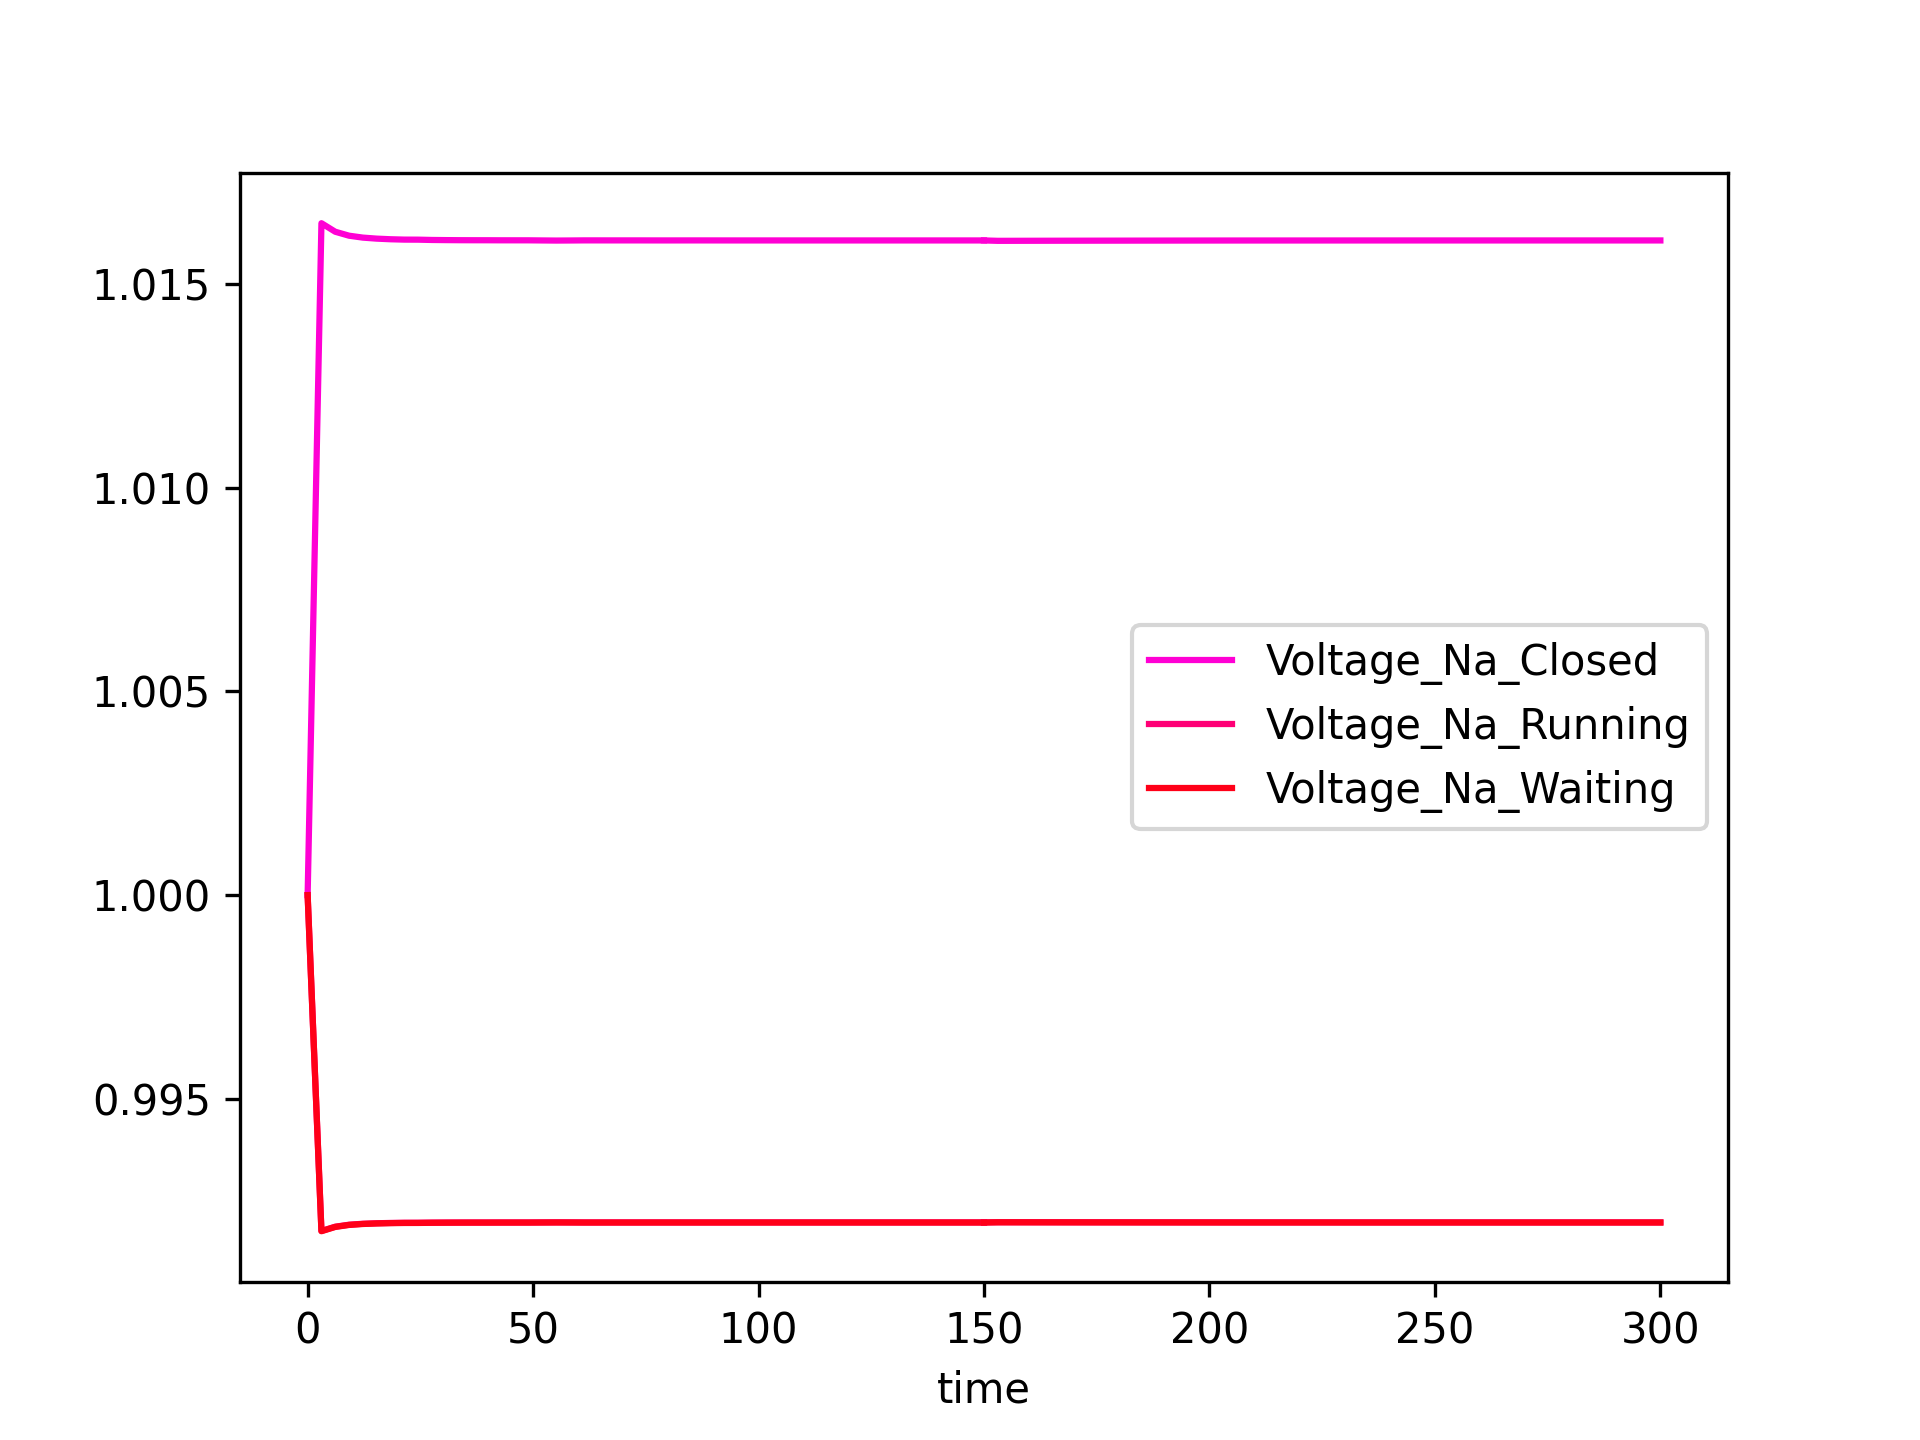 1.015
1.010
1.005
1.000
0.995
Voltage_Na_Closed
Voltage_Na_Running
Voltage_Na_Waiting
0 50 100 150 200 250 300
time